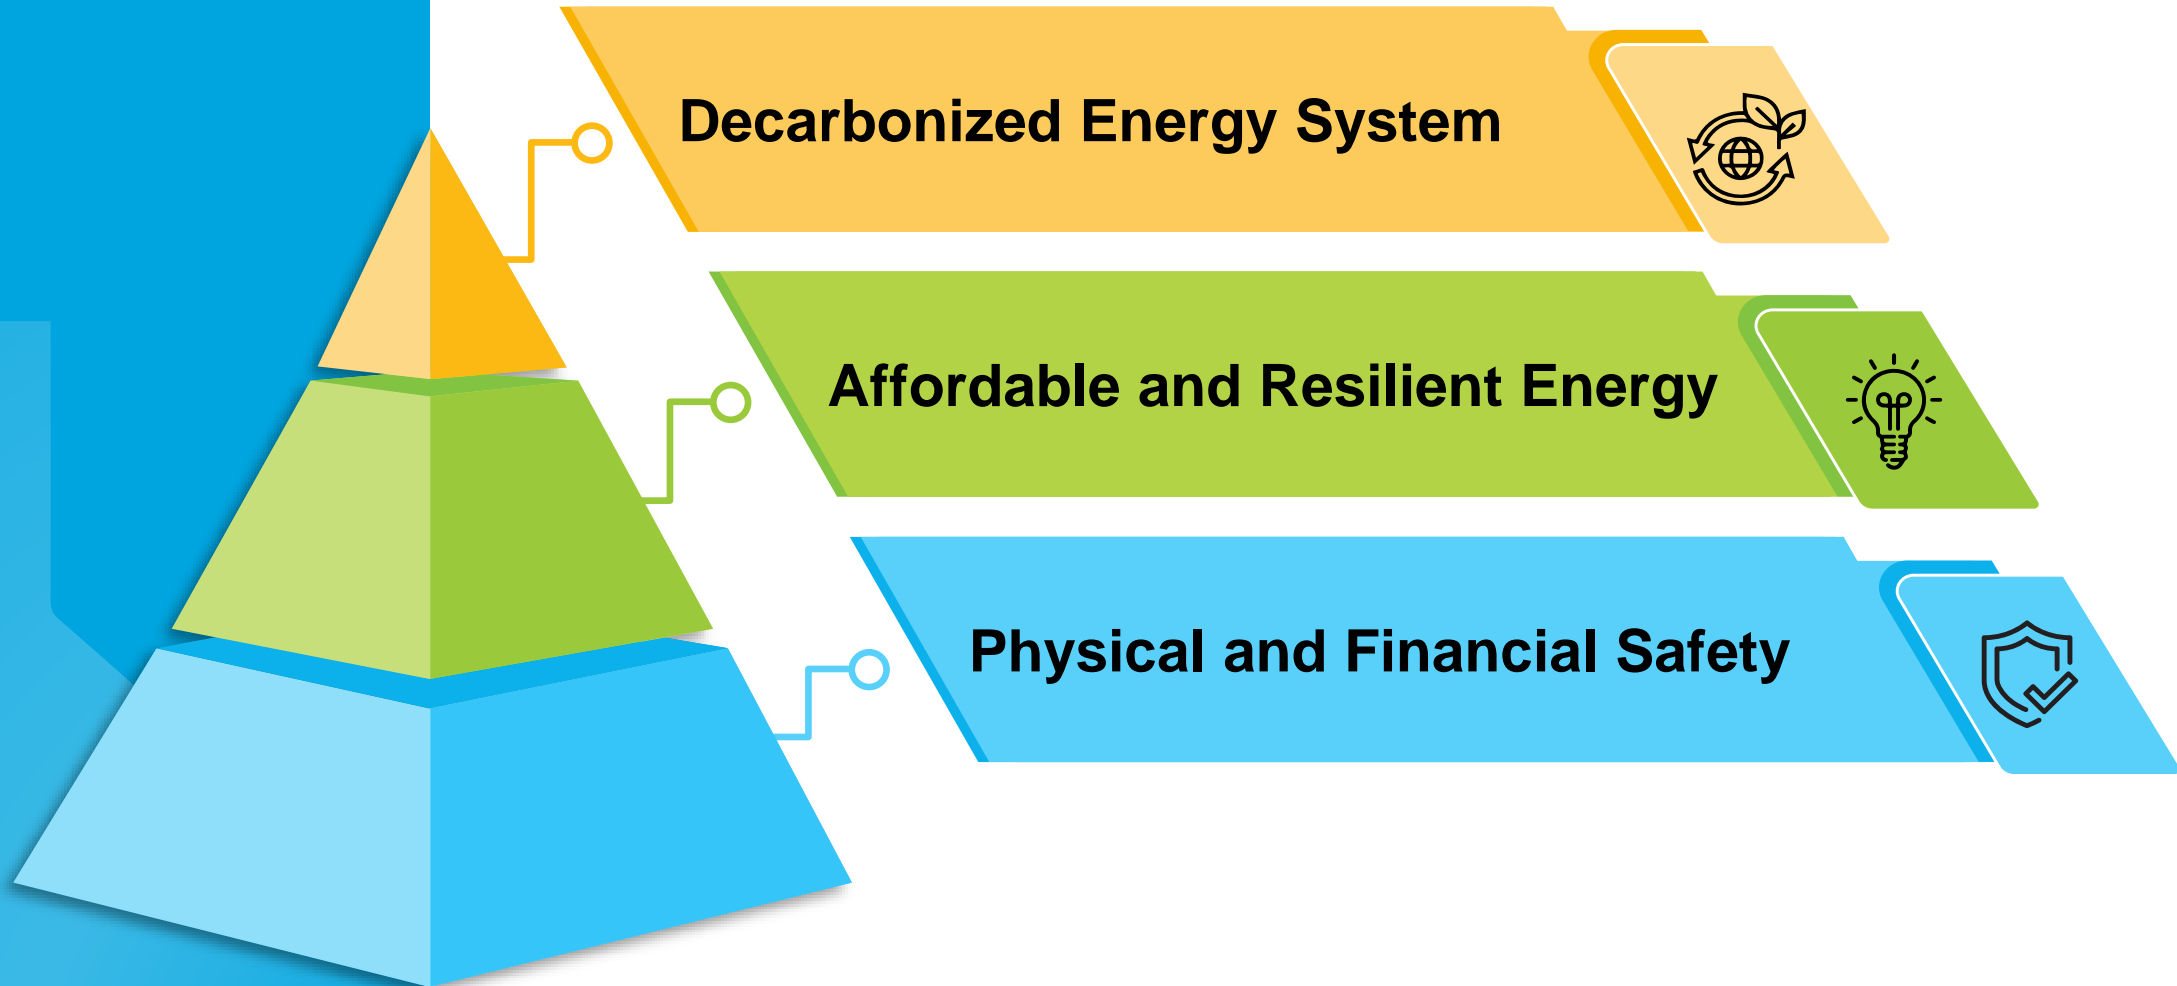 Decarbonized Energy System
Affordable and Resilient Energy
Physical and Financial Safety